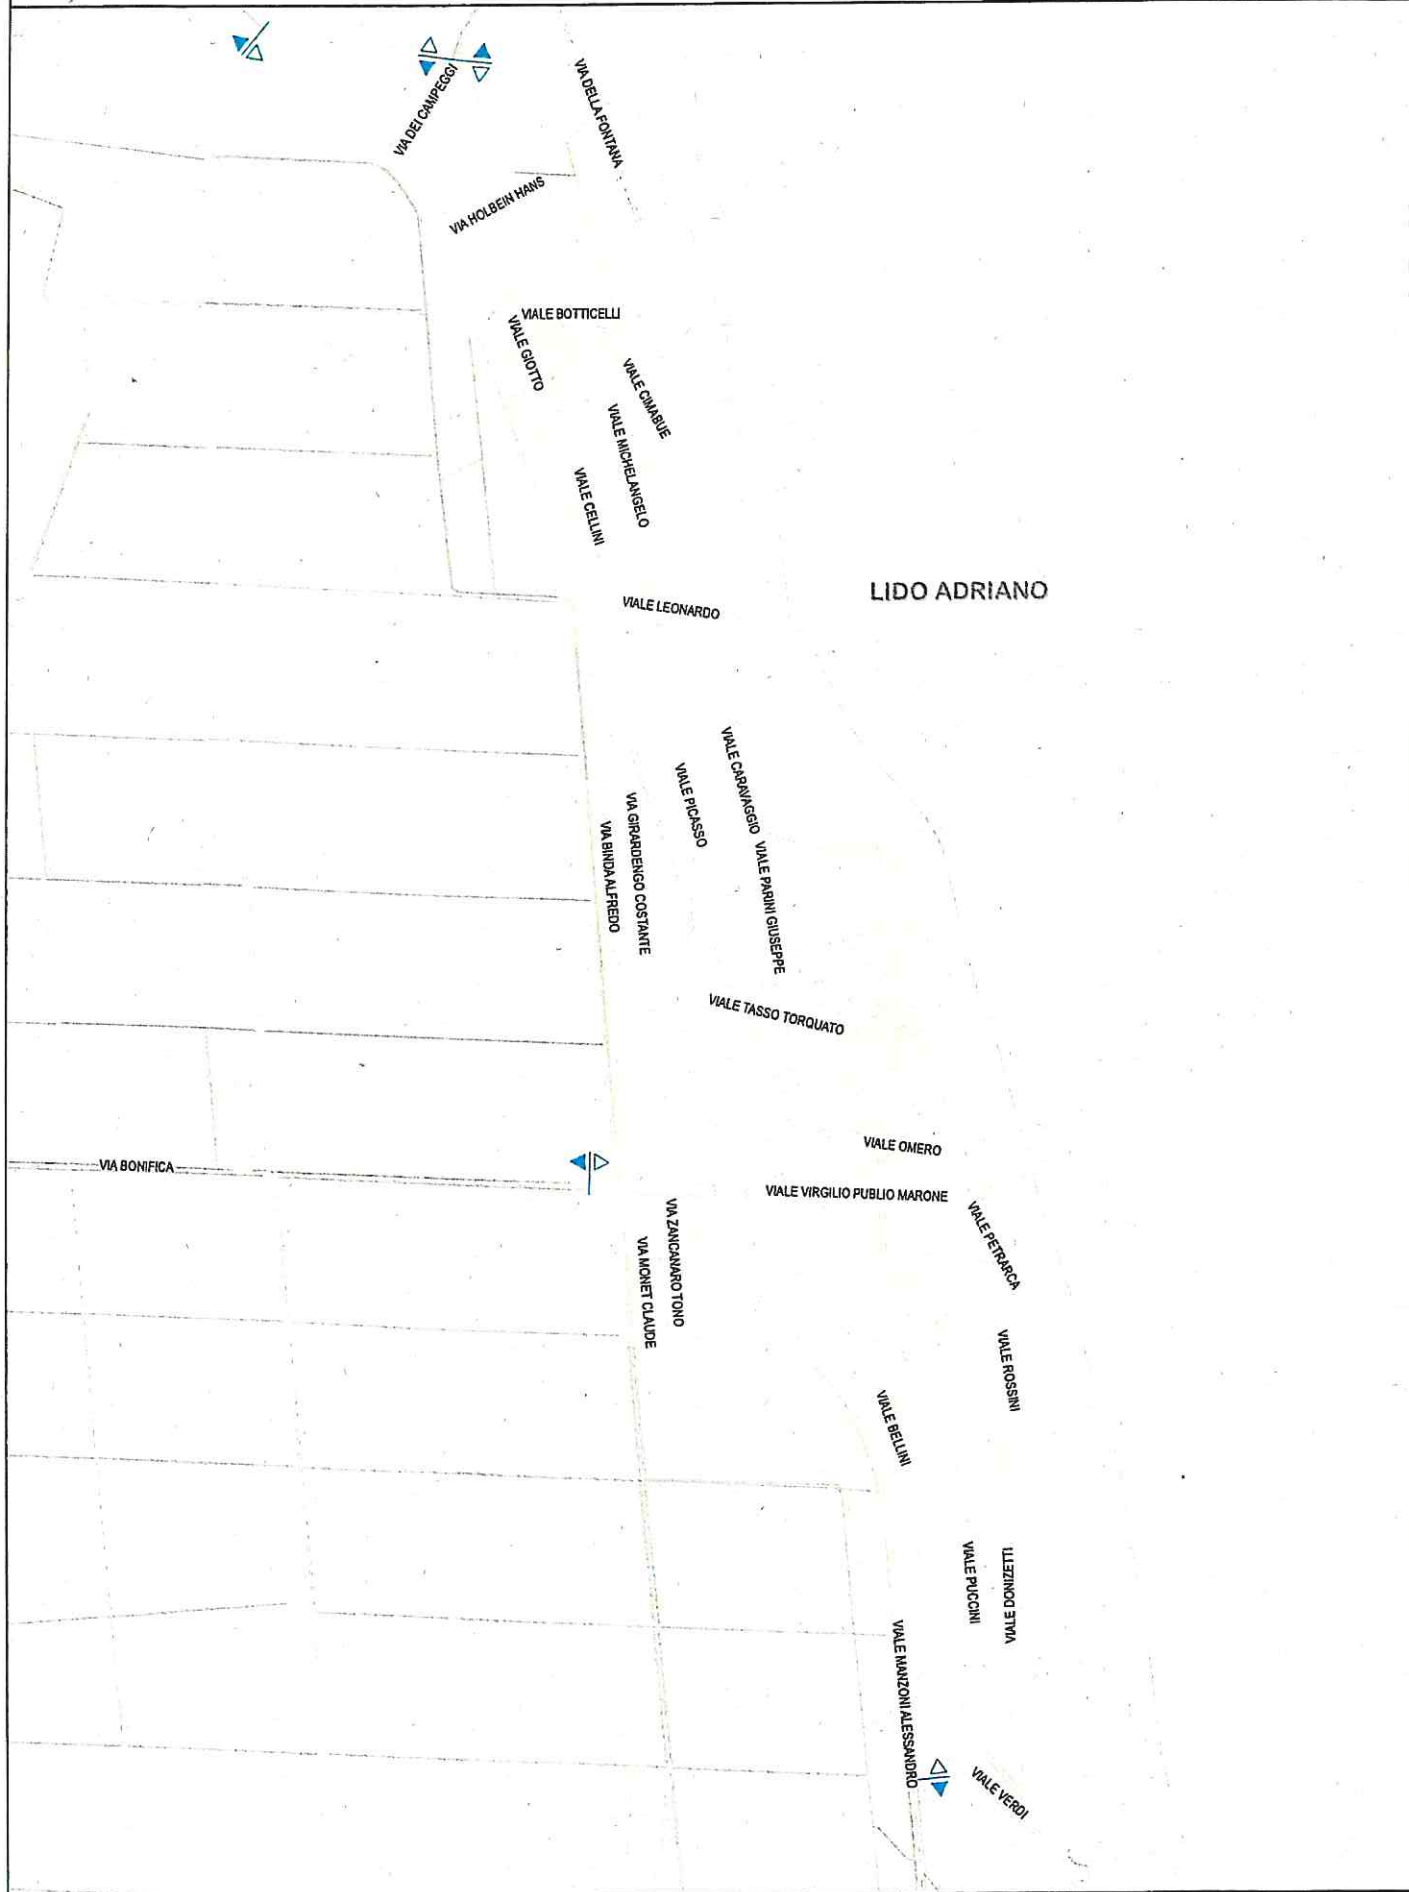 VIA DEI CAMPEGGI
VIA DELLA FONTANA
VIA HOLBEIN HANS
VIALE BOTTICELLI
VIALE GIOTTO
VIALE CIMABUE
VIALE MICHELANGELO
VIALE CELLINI
LIDO ADRIANO
VIALE LEONARDO
VIALE CARAVAGGIO
VIALE PICASSO
VIA GIRARDENGO COSTANTE
VIA BINDA ALFREDO
VIALE PARINI GIUSEPPE
VIALE TASSO TORQUATO
VIALE OMERO
VIA BONIFICA
VIALE VIRGILIO PUBLIO MARONE
VIA ZANCANARO TONO
VIALE PETRARCA
VIA MONET CLAUDE
VIALE ROSSINI
VIALE BELLINI
VIALE PUCCINI
VIALE DONIZETTI
VIALE MANZONI ALESSANDRO
VIALE VERDI